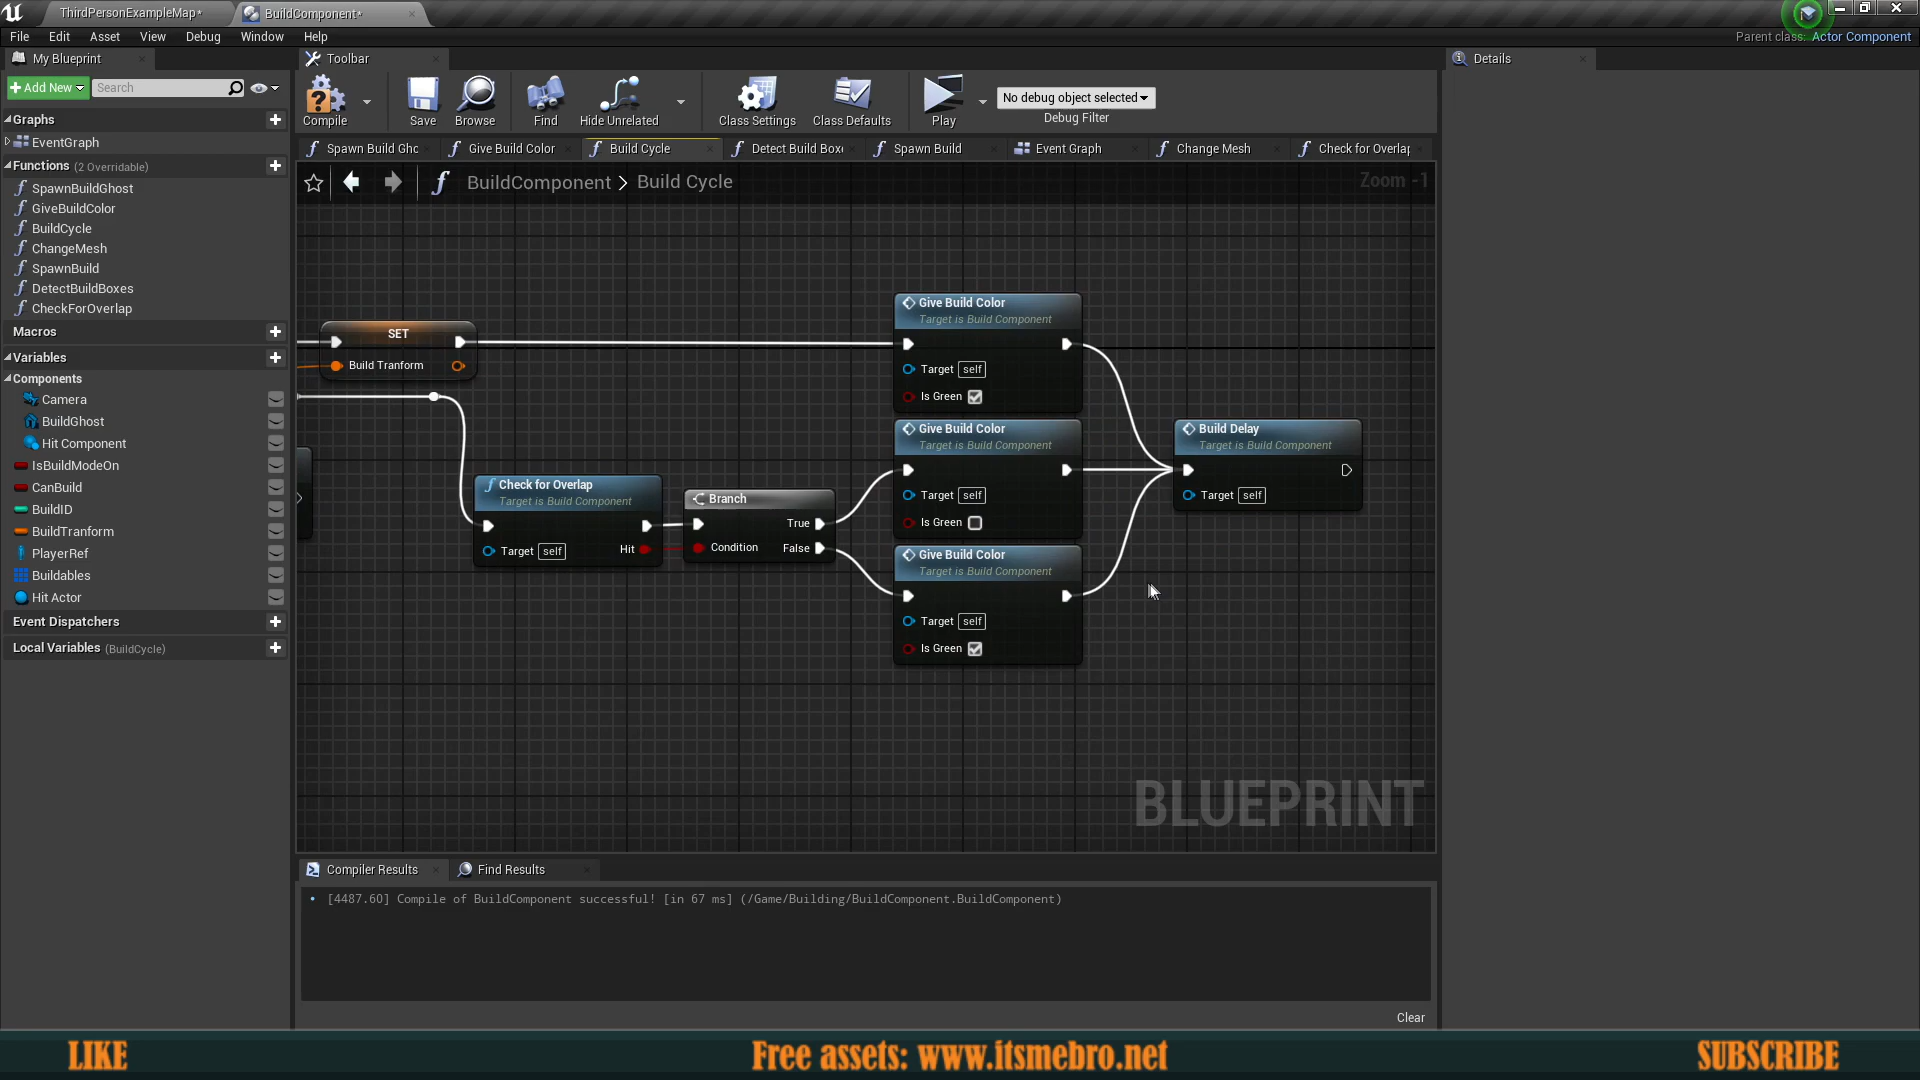 ThirdPersonExampleMap*
BuildComponent*
File Edit Asset View Debug Window Help
Parent class: Actor Component
My Blueprint
Toolbar
Details
Add New
Search
Compile
Save
Browse
Find
Hide Unrelated
Class Settings
Class Defaults
Play
No debug object selected
Debug Filter
Graphs
EventGraph
Functions (2 Overridable)
SpawnBuildGhost
GiveBuildColor
BuildCycle
ChangeMesh
SpawnBuild
DetectBuildBoxes
CheckForOverlap
Macros
Variables
Components
Camera
BuildGhost
Hit Component
IsBuildModeOn
CanBuild
BuildID
BuildTranform
PlayerRef
Buildables
Hit Actor
Event Dispatchers
Local Variables (BuildCycle)
Spawn Build Ghc
Give Build Color
Build Cycle
Detect Build Box
Spawn Build
Event Graph
Change Mesh
Check for Overlap
BuildComponent > Build Cycle
Zoom -1
SET
Build Tranform
Check for Overlap
Target is Build Component
Target self
Hit
Branch
True
Condition
False
Give Build Color
Target is Build Component
Target self
Is Green
Give Build Color
Target is Build Component
Target self
Is Green
Give Build Color
Target is Build Component
Target self
Is Green
Build Delay
Target is Build Component
Target self
BLUEPRINT
Compiler Results
Find Results
[4487.60] Compile of BuildComponent successful! [in 67 ms] (/Game/Building/BuildComponent.BuildComponent)
Clear
LIKE
Free assets: www.itsmebro.net
SUBSCRIBE